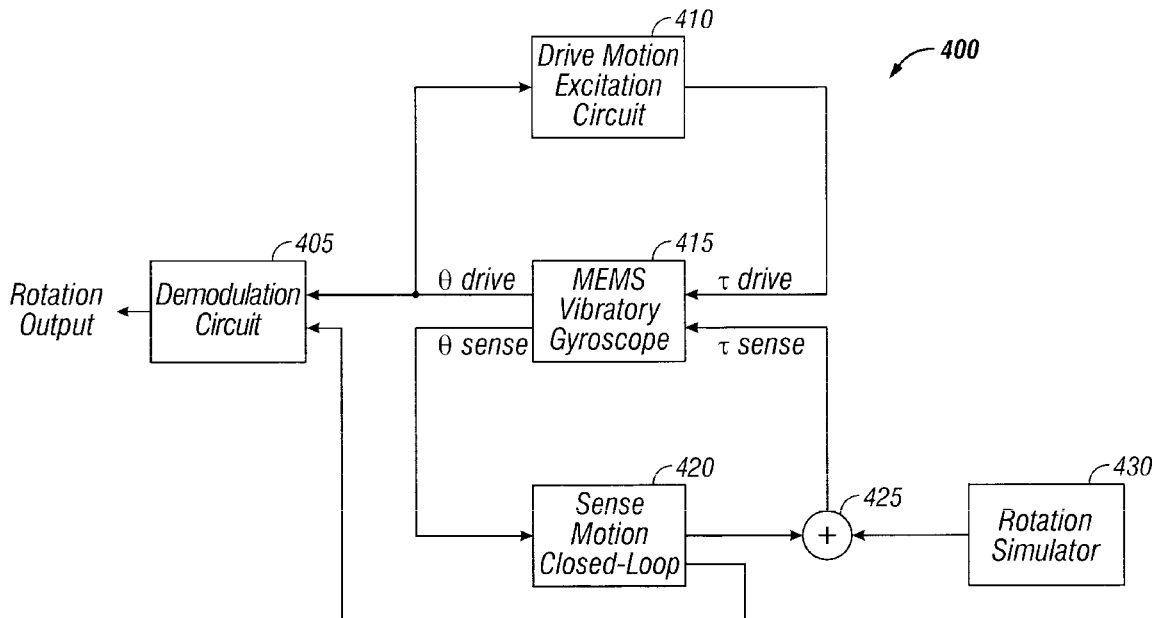 410
Drive Motion
Excitation
Circuit
400
405
Demodulation
Circuit
Rotation
Output
θ drive
θ sense
415
MEMS
Vibratory
Gyroscope
τ drive
τ sense
420
Sense
Motion
Closed-Loop
425
+
430
Rotation
Simulator